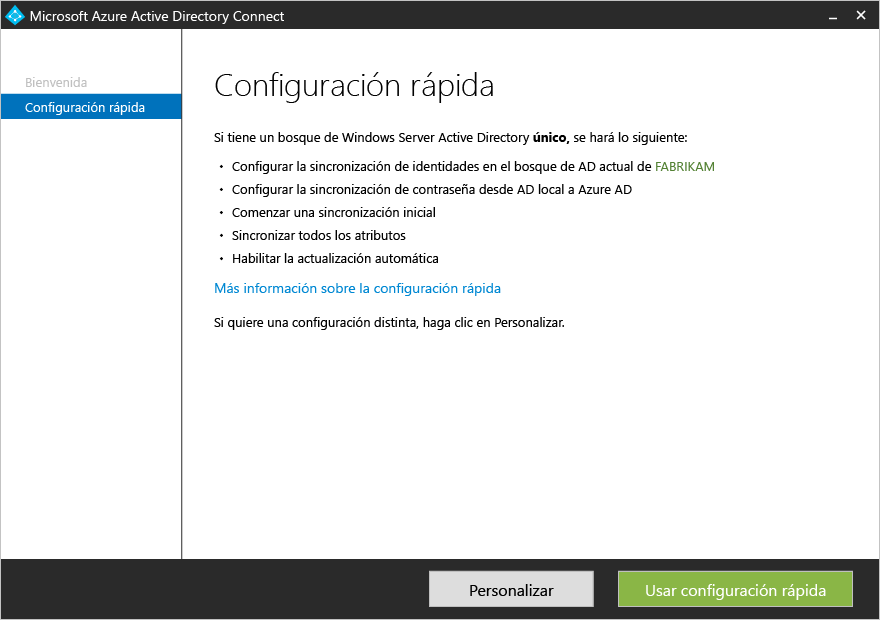 Microsoft Azure Active Directory Connect
Bienvenida
Configuración rápida
Configuración rápida
Si tiene un bosque de Windows Server Active Directory único, se hará lo siguiente:
• Configurar la sincronización de identidades en el bosque de AD actual de FABRIKAM
• Configurar la sincronización de contraseña desde AD local a Azure AD
• Comenzar una sincronización inicial
• Sincronizar todos los atributos
• Habilitar la actualización automática
Más información sobre la configuración rápida
Si quiere una configuración distinta, haga clic en Personalizar.
Personalizar
Usar configuración rápida